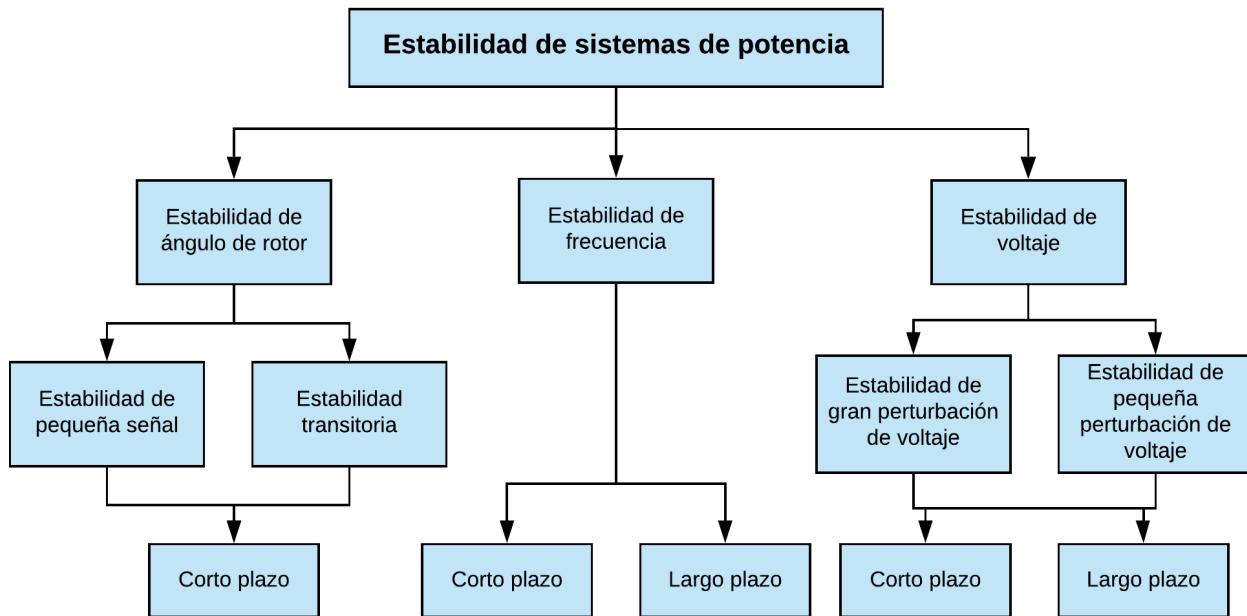 Estabilidad de sistemas de potencia
Estabilidad de
ángulo de rotor
Estabilidad de
frecuencia
Estabilidad de
voltaje
Estabilidad de
pequeña señal
Estabilidad
transitoria
Estabilidad de
gran perturbación
de voltaje
Estabilidad de
pequeña
perturbación de
voltaje
Corto plazo
Corto plazo
Largo plazo
Corto plazo
Largo plazo